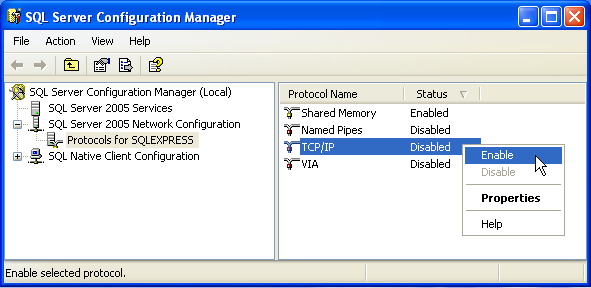 SQL Server Configuration Manager
File Action View Help
SQL Server Configuration Manager (Local)
SQL Server 2005 Services
SQL Server 2005 Network Configuration
Protocols for SQLEXPRESS
SQL Native Client Configuration
Protocol Name Status
Shared Memory Enabled
Named Pipes Disabled
TCP/IP Disabled
VIA Disabled
Enable
Disable
Properties
Help
Enable selected protocol.